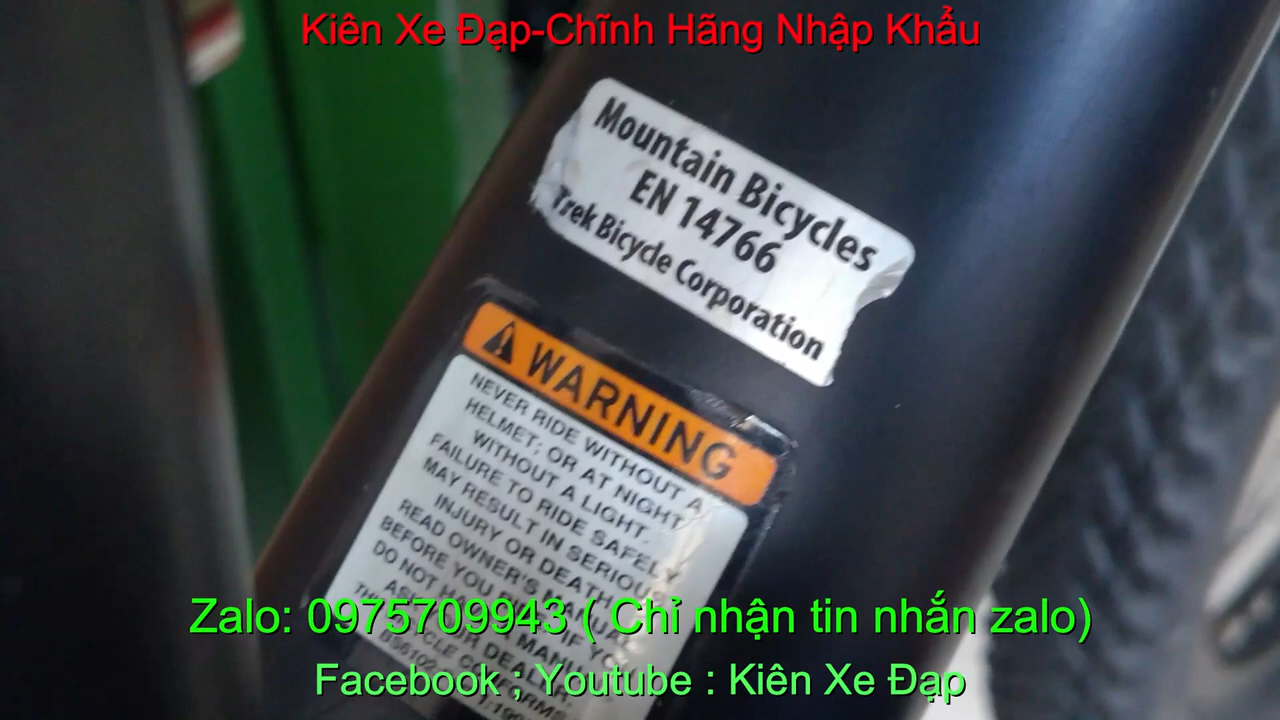 Kiên Xe Đạp-Chĩnh Hãng Nhập Khẩu
Mountain Bicycles
EN 14766
Trek Bicycle Corporation
WARNING
NEVER RIDE WITHOUT A
HELMET; OR AT NIGHT
WITHOUT A LIGHT.
FAILURE TO RIDE SAFELY
MAY RESULT IN SERIOUS
INJURY OR DEATH.
READ OWNER'S
BEFORE YOU
DO NOT
Zalo: 0975709943 ( Chỉ nhận tin nhắn zalo)
Facebook ; Youtube : Kiên Xe Đạp